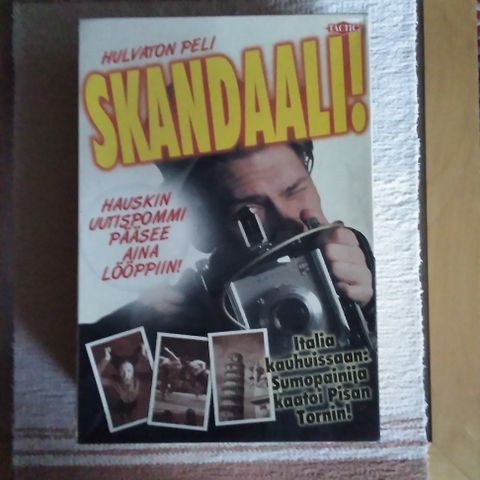 TACTIC
HULVATON PELI
SKANDAALI!
HAUSKIN
UUTISPOMMI
PÄÄSEE
AINA
LÖÖPPIIN!
Italia
kauhuissaan:
Sumopainija
kaatoi Pisan
Tornin!